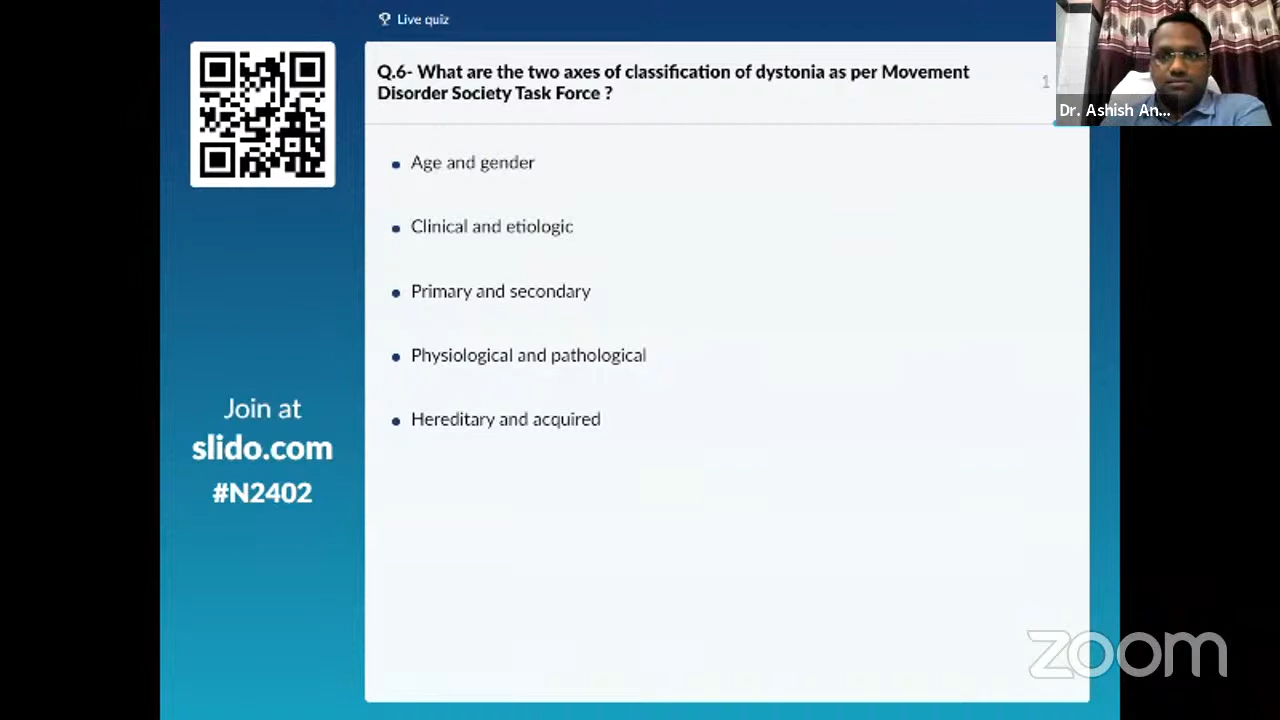 Live quiz
Q.6- What are the two axes of classification of dystonia as per Movement
Disorder Society Task Force ?
1
Dr. Ashish An...
Age and gender
Clinical and etiologic
Primary and secondary
Physiological and pathological
Hereditary and acquired
Join at
slido.com
#N2402
zoom